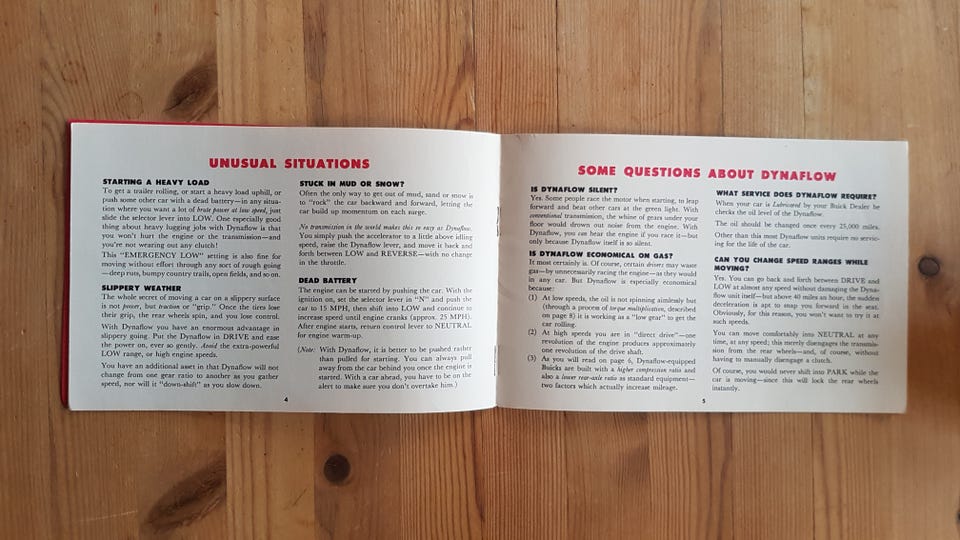 UNUSUAL SITUATIONS
STARTING A HEAVY LOAD
To get a trailer rolling, or start a heavy load uphill, or
push some other car with a dead battery—in any situa-
tion where you want a lot of brute power at low speed, just
slide the selector lever into LOW. One especially good
thing about heavy lugging jobs with Dynaflow is that
you won't hurt the engine or the transmission—and
you're not wearing out any clutch!
This "EMERGENCY LOW" setting is also fine for
moving without effort through any sort of rough going
—deep ruts, bumpy country trails, open fields, and so on.
SLIPPERY WEATHER
The whole secret of moving a car on a slippery surface
is not power, but traction or "grip." Once the tires lose
their grip, the rear wheels spin, and you lose control.
With Dynaflow you have an enormous advantage in
slippery going. Put the Dynaflow in DRIVE and ease
the power on, ever so gently. Avoid the extra-powerful
LOW range, or high engine speeds.
You have an additional asset in that Dynaflow will not
change from one gear ratio to another as you gather
speed, nor will it "down-shift" as you slow down.
STUCK IN MUD OR SNOW?
Often the only way to get out of mud, sand or snow is
to "rock" the car backward and forward, letting the
car build up momentum on each surge.
No transmission in the world makes this so easy as Dynaflow.
You simply push the accelerator to a little above idling
speed, raise the Dynaflow lever, and move it back and
forth between LOW and REVERSE—with no change
in the throttle.
DEAD BATTERY
The engine can be started by pushing the car. With the
ignition on, set the selector lever in "N" and push the
car to 15 MPH, then shift into LOW and continue to
increase speed until engine cranks (approx. 25 MPH).
After engine starts, return control lever to NEUTRAL
for engine warm-up.
(Note: With Dynaflow, it is better to be pushed rather
than pulled for starting. You can always pull
away from the car behind you once the engine is
started. With a car ahead, you have to be on the
alert to make sure you don't overtake him.)
4
SOME QUESTIONS ABOUT DYNAFLOW
IS DYNAFLOW SILENT?
Yes. Some people race the motor when starting, to leap
forward and beat other cars at the green light. With
conventional transmission, the whine of gears under your
floor would drown out noise from the engine. With
Dynaflow, you can hear the engine if you race it—but
only because Dynaflow itself is so silent.
IS DYNAFLOW ECONOMICAL ON GAS?
It most certainly is. Of course, certain drivers may waste
gas—by unnecessarily racing the engine—as they would
in any car. But Dynaflow is especially economical
because:
(1) At low speeds, the oil is not spinning aimlessly but
(through a process of torque multiplication, described
on page 8) it is working as a "low gear" to get the
car rolling.
(2) At high speeds you are in "direct drive"—one
revolution of the engine produces approximately
one revolution of the drive shaft.
(3) As you will read on page 6, Dynaflow-equipped
Buicks are built with a higher compression ratio and
also a lower rear-axle ratio as standard equipment—
two factors which actually increase mileage.
WHAT SERVICE DOES DYNAFLOW REQUIRE?
When your car is Lubricared by your Buick Dealer he
checks the oil level of the Dynaflow.
The oil should be changed once every 25,000 miles.
Other than this most Dynaflow units require no servic-
ing for the life of the car.
CAN YOU CHANGE SPEED RANGES WHILE
MOVING?
Yes. You can go back and forth between DRIVE and
LOW at almost any speed without damaging the Dyna-
flow unit itself—but above 40 miles an hour, the sudden
deceleration is apt to snap you forward in the seat.
Obviously, for this reason, you won't want to try it at
such speeds.
You can move comfortably into NEUTRAL at any
time, at any speed; this merely disengages the transmis-
sion from the rear wheels—and, of course, without
having to manually disengage a clutch.
Of course, you would never shift into PARK while the
car is moving—since this will lock the rear wheels
instantly.
5